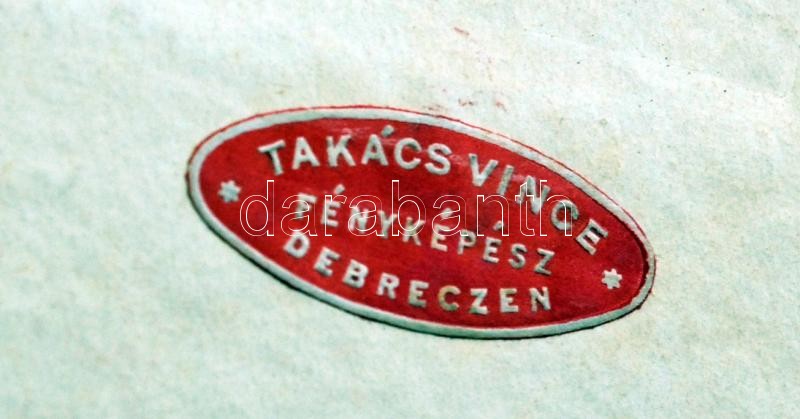 TAKÁCS VINCE
FÉNYKÉPÉSZ
DEBRECZEN
darabanth